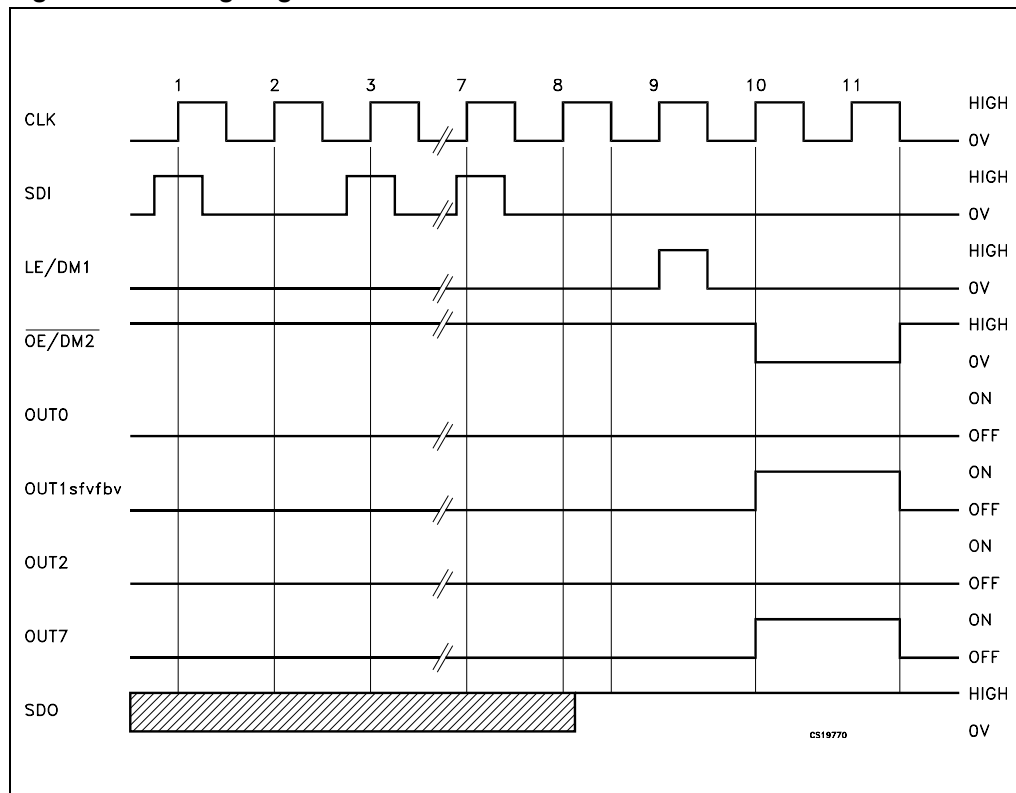 1 2 3 7 8 9 10 11
CLK HIGH
0V
SDI HIGH
0V
LE/DM1 HIGH
0V
OE/DM2 HIGH
0V
OUT0 ON
OFF
OUT1sfvfbv ON
OFF
OUT2 ON
OFF
OUT7 ON
OFF
SDO HIGH
0V
CS19770